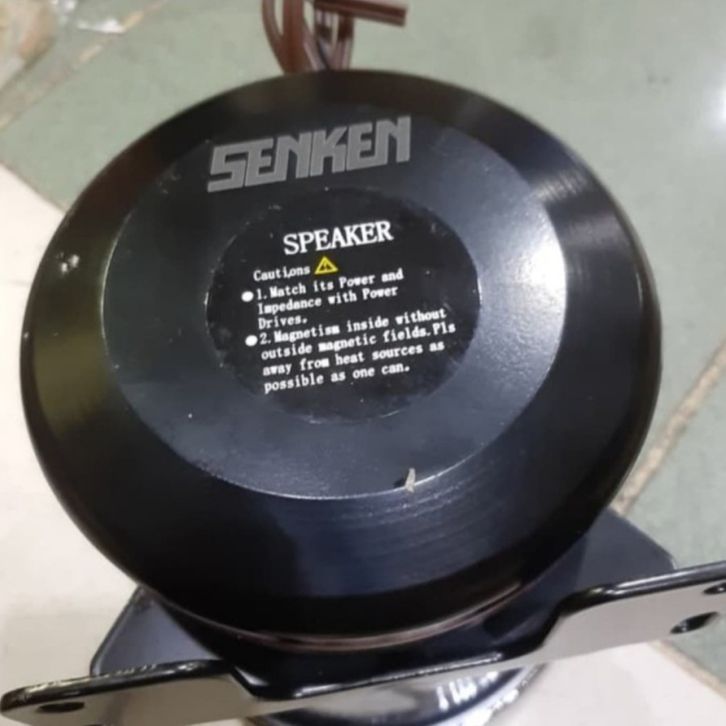 SENKEN
SPEAKER
Cautions
1. Match its Power and
Impedance with Power
Drives.
2. Magnetism inside without
outside magnetic fields. Pls
away from heat sources as
possible as one can.